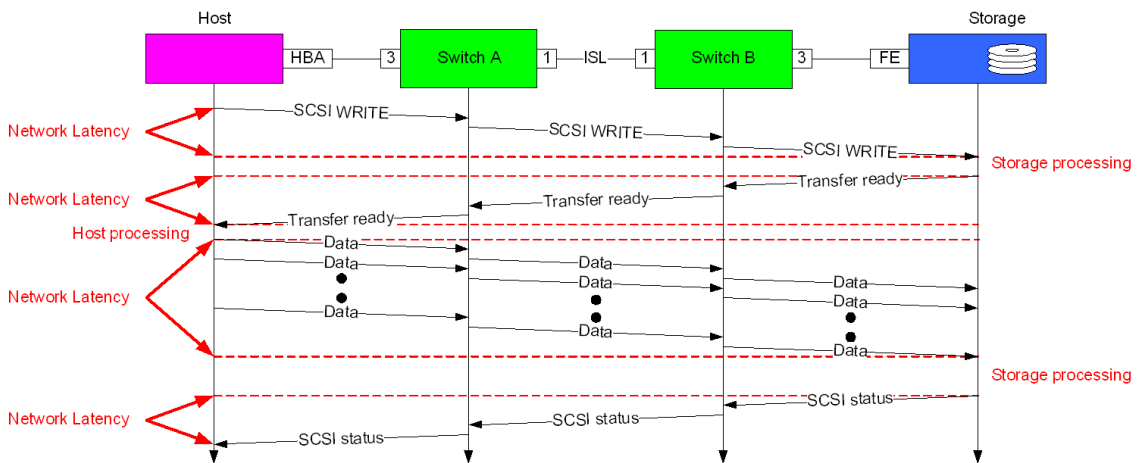 Host
Storage
HBA
3
Switch A
1
ISL
1
Switch B
3
FE
SCSI WRITE
Network Latency
SCSI WRITE
SCSI WRITE
Storage processing
Transfer ready
Network Latency
Transfer ready
Transfer ready
Host processing
Data
Data
Data
Data
Data
Data
Network Latency
Data
Data
Data
Storage processing
SCSI status
Network Latency
SCSI status
SCSI status